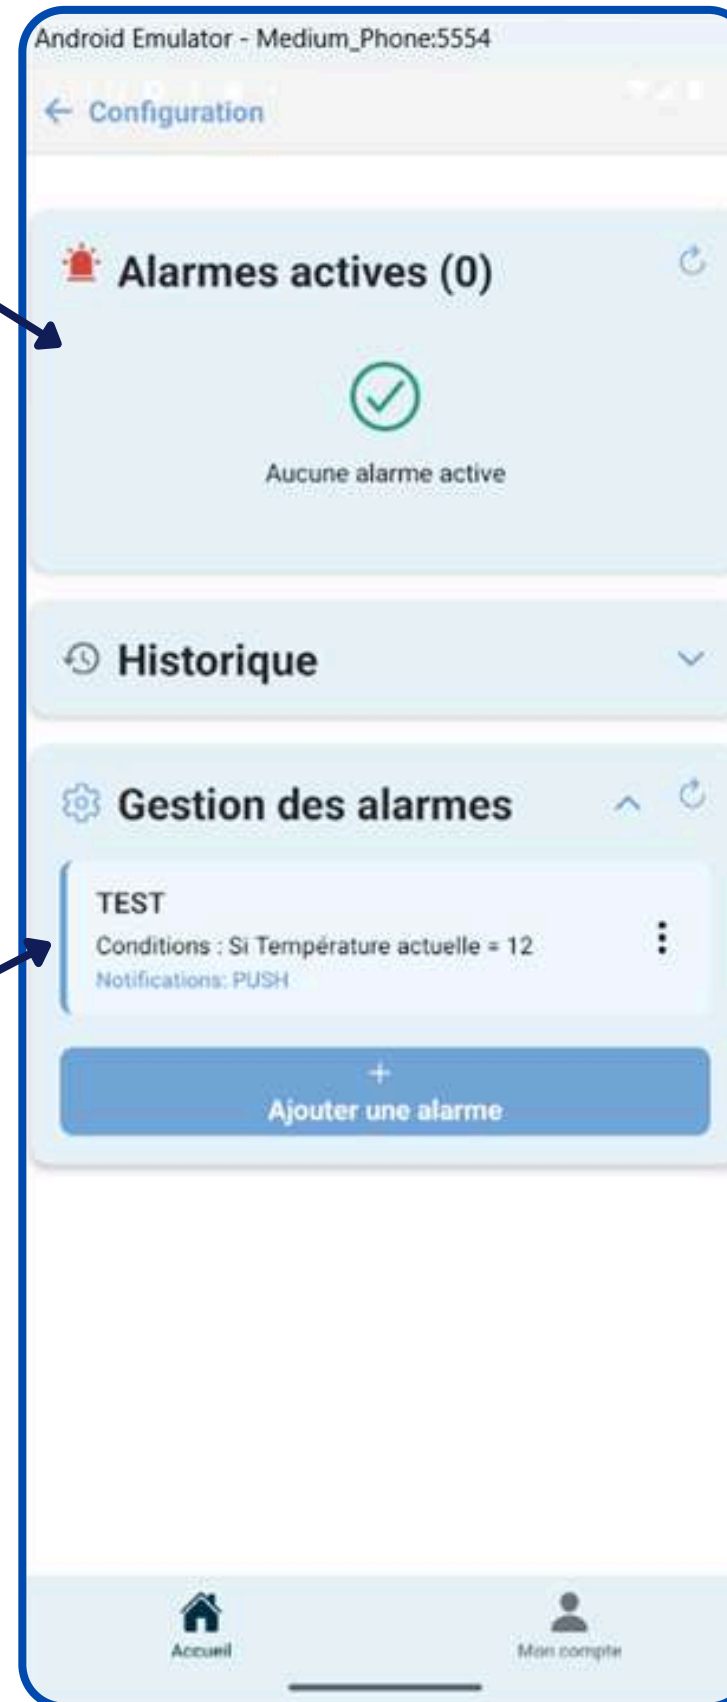 Android Emulator - Medium_Phone:5554
Configuration
Alarmes actives (0)
Aucune alarme active
Historique
Gestion des alarmes
TEST
Conditions : Si Température actuelle = 12
Notifications: PUSH
+
Ajouter une alarme
Accueil
Mon compte